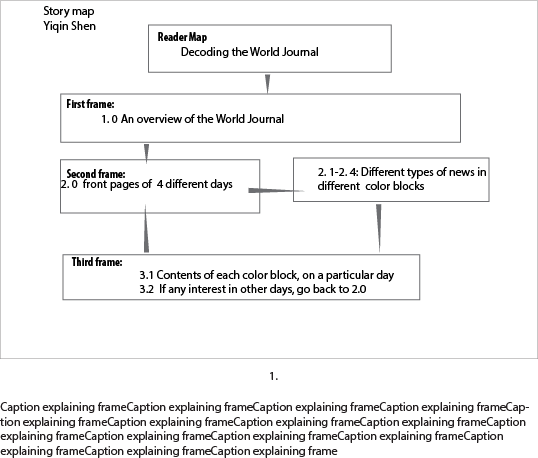 Story map
Yiqin Shen
Reader Map
Decoding the World Journal
First frame:
1. 0 An overview of the World Journal
Second frame:
2. 0 front pages of 4 different days
2. 1-2. 4: Different types of news in
different color blocks
Third frame:
3.1 Contents of each color block, on a particular day
3.2 If any interest in other days, go back to 2.0
1.
Caption explaining frameCaption explaining frameCaption explaining frameCaption explaining frameCap-
tion explaining frameCaption explaining frameCaption explaining frameCaption explaining frameCaption
explaining frameCaption explaining frameCaption explaining frameCaption explaining frameCaption
explaining frameCaption explaining frameCaption explaining frame